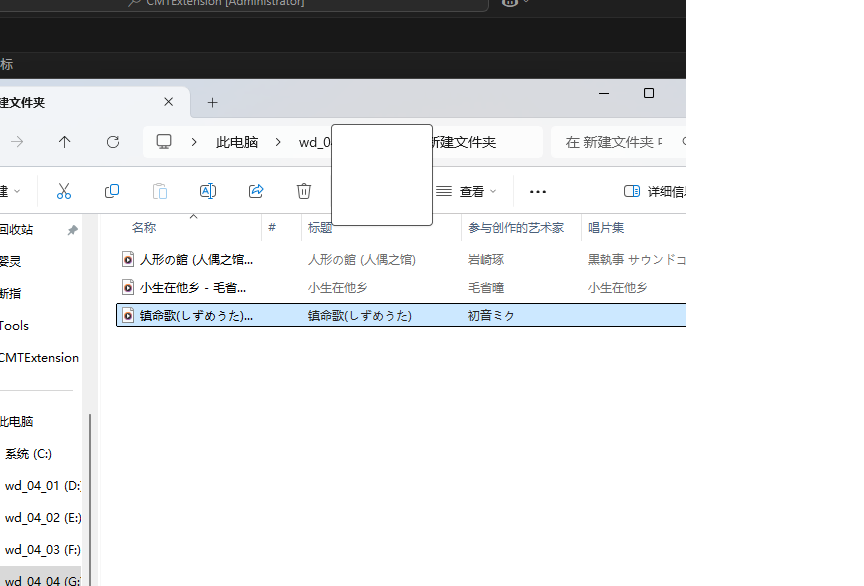 CMTExtension [Administrator]
标
建文件夹
此电脑 > wd_0 新建文件夹
在 新建文件夹 中
建
查看
详细信息
名称 # 标题 参与创作的艺术家 唱片集
人形の館 (人偶之馆... 人形の館 (人偶之馆) 岩崎琢 黒執事 サウンドコ
小生在他乡 - 毛省... 小生在他乡 毛省瞳 小生在他乡
镇命歌(しずめうた)... 镇命歌(しずめうた) 初音ミク
回收站
婴灵
断指
Tools
CMTExtension
此电脑
系统 (C:)
wd_04_01 (D:)
wd_04_02 (E:)
wd_04_03 (F:)
wd_04_04 (G: